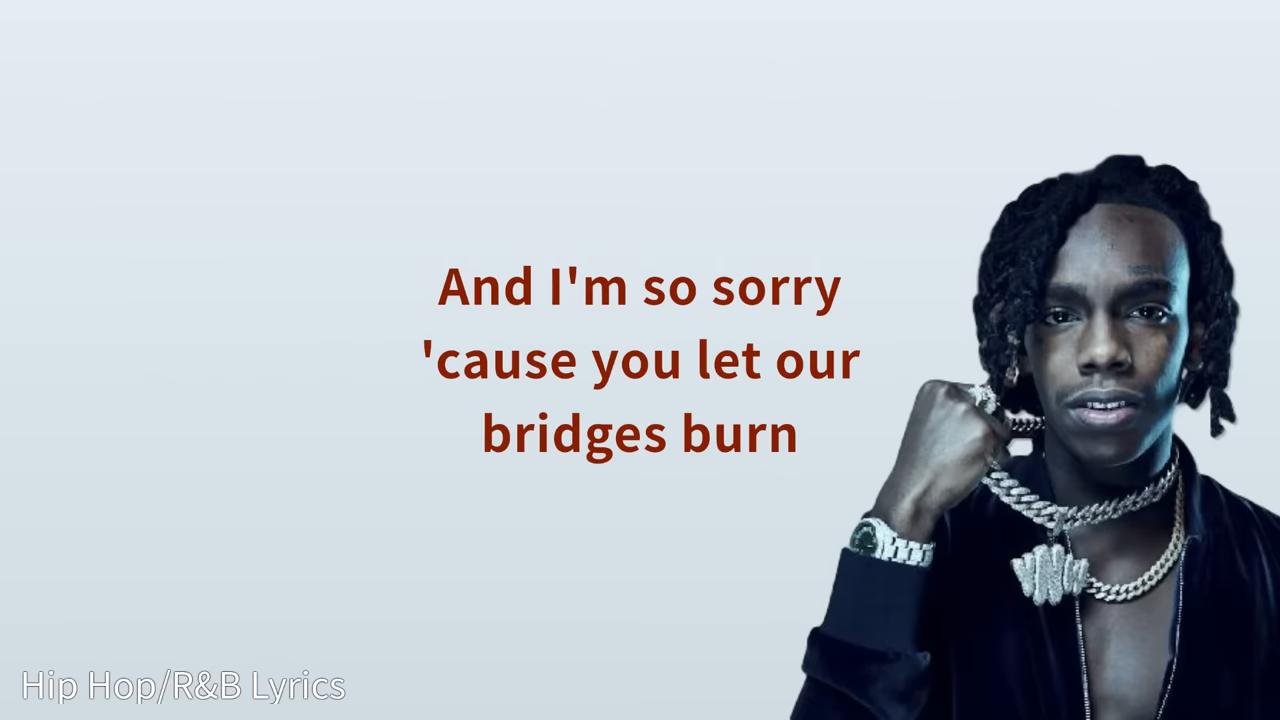 And I'm so sorry
'cause you let our
bridges burn
Hip Hop/R&B Lyrics